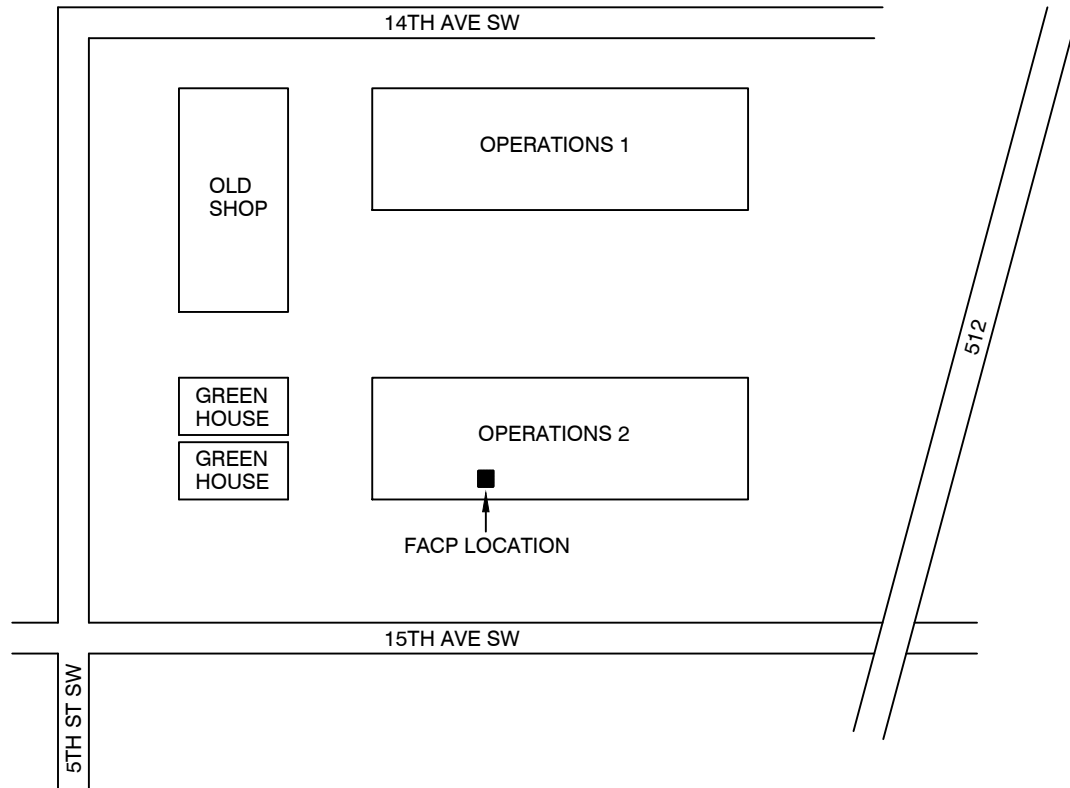 14TH AVE SW
OPERATIONS 1
OLD
SHOP
512
GREEN
HOUSE
OPERATIONS 2
GREEN
HOUSE
FACP LOCATION
15TH AVE SW
5TH ST SW